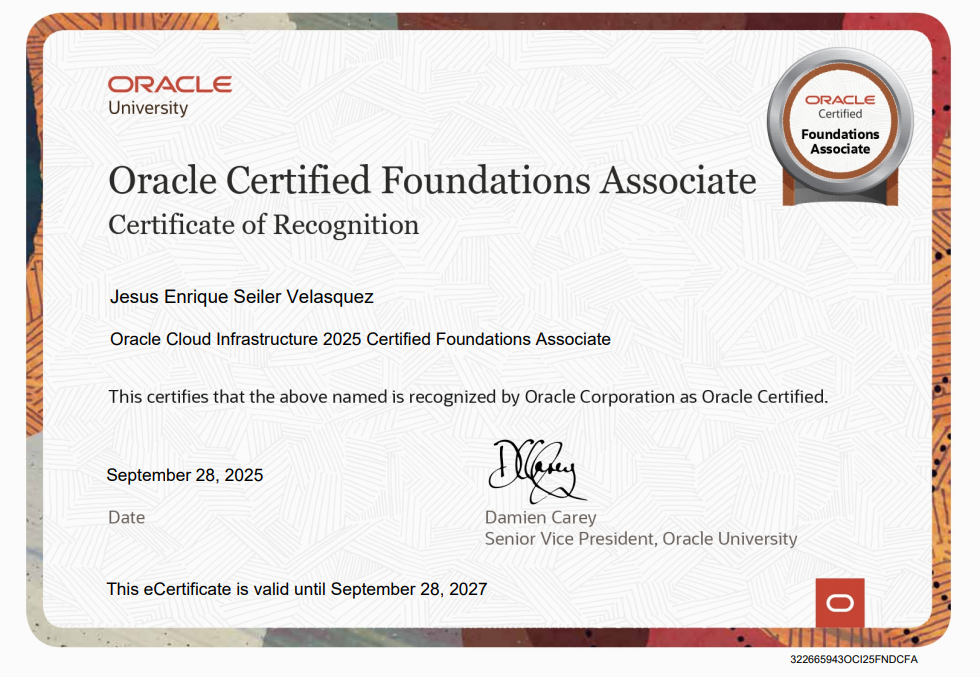 ORACLE
University
ORACLE
Certified
Foundations
Associate
Oracle Certified Foundations Associate
Certificate of Recognition
Jesus Enrique Seiler Velasquez
Oracle Cloud Infrastructure 2025 Certified Foundations Associate
This certifies that the above named is recognized by Oracle Corporation as Oracle Certified.
September 28, 2025
Date
DCarey
Damien Carey
Senior Vice President, Oracle University
This eCertificate is valid until September 28, 2027
322665943OCI25FNDCFA